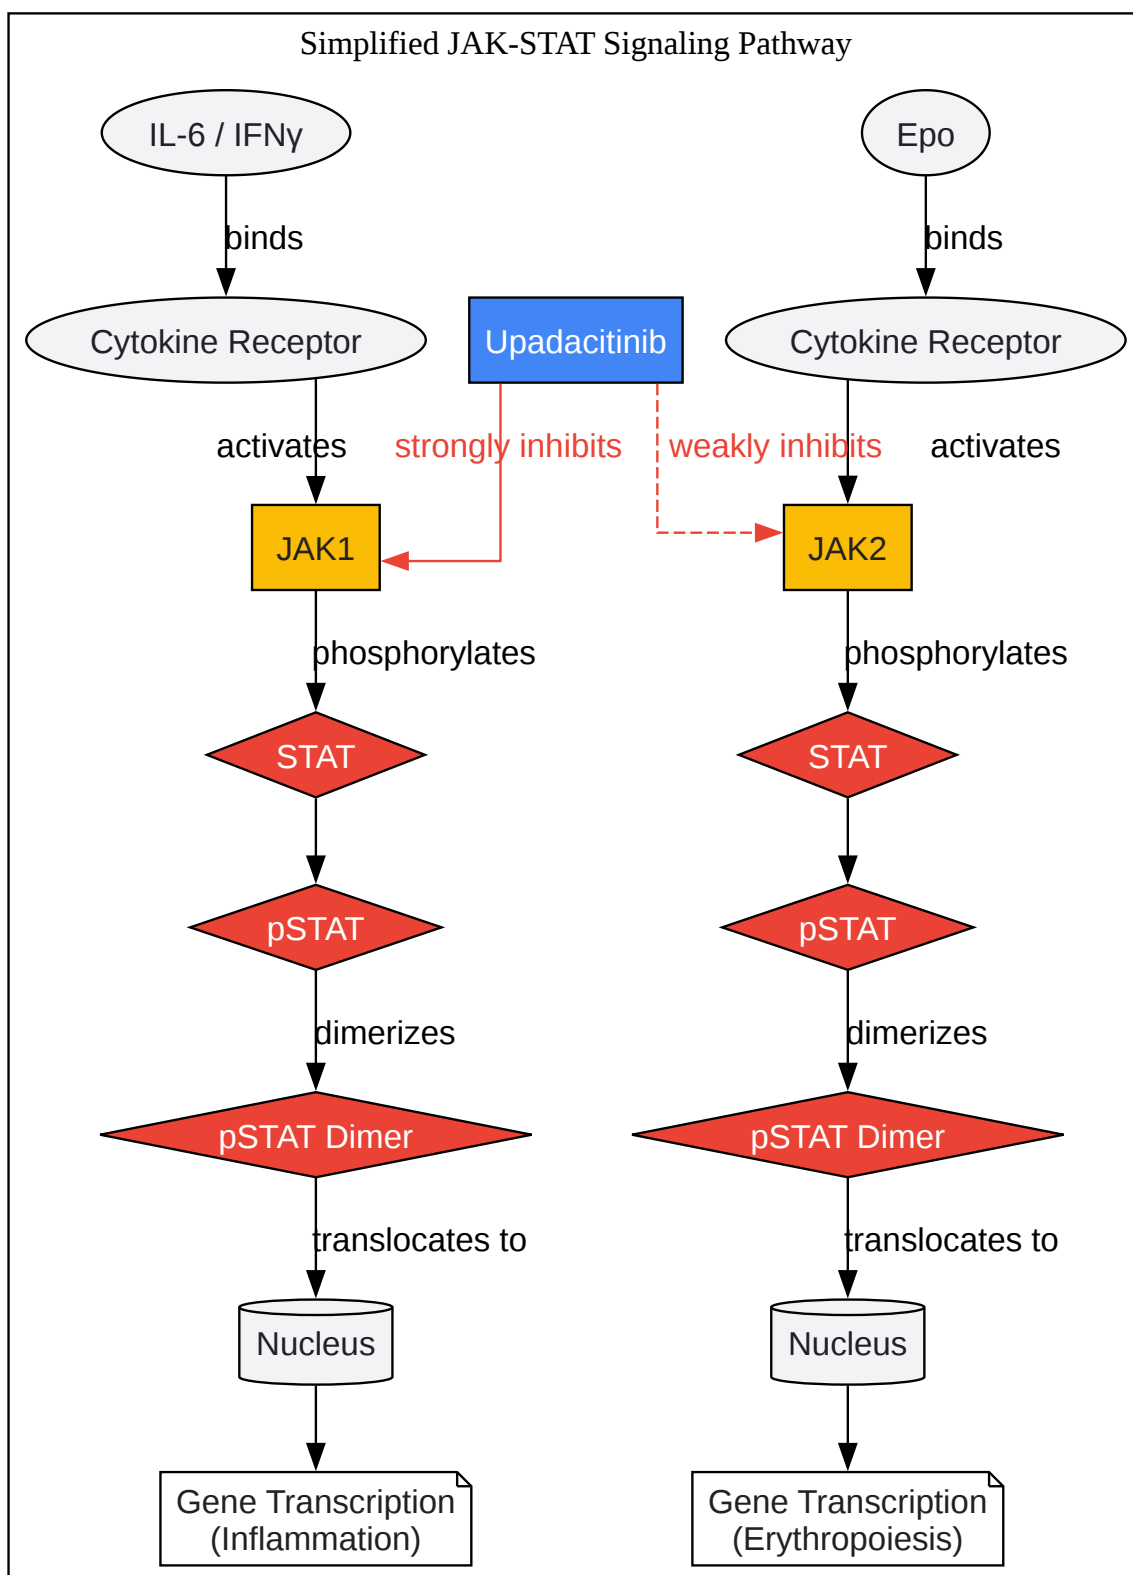 Simplified JAK-STAT Signaling Pathway
IL-6 / IFNγ
Epo
binds
binds
Cytokine Receptor
Upadacitinib
Cytokine Receptor
activates
strongly inhibits
weakly inhibits
activates
JAK1
JAK2
phosphorylates
phosphorylates
STAT
STAT
pSTAT
pSTAT
dimerizes
dimerizes
pSTAT Dimer
pSTAT Dimer
translocates to
translocates to
Nucleus
Nucleus
Gene Transcription
(Inflammation)
Gene Transcription
(Erythropoiesis)